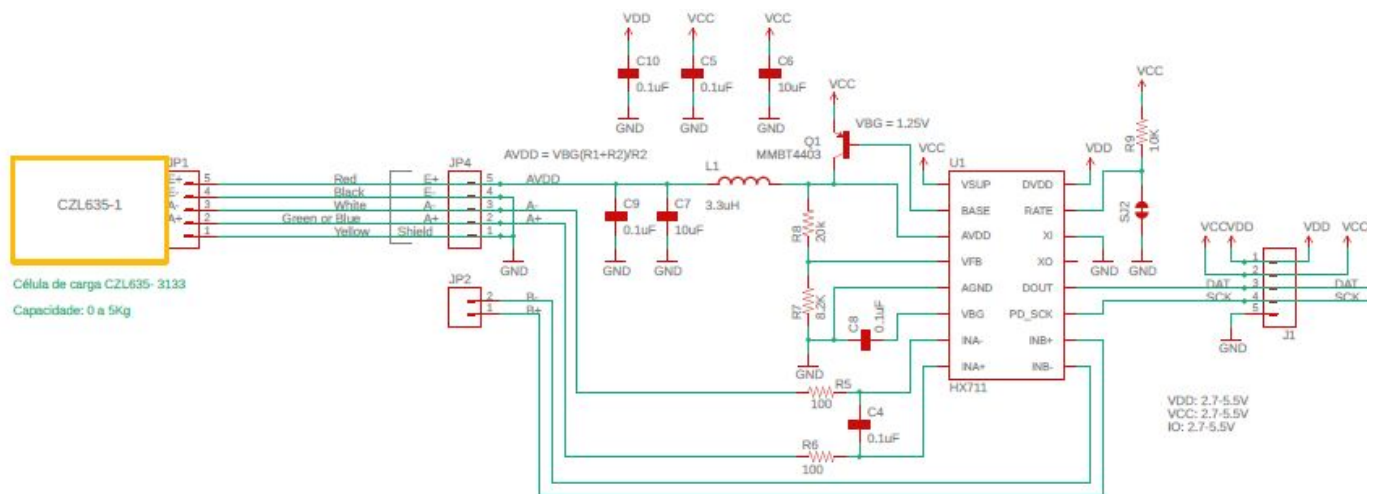 VDD
C10
0.1uF
GND
VCC
C5
0.1uF
GND
VCC
C6
10uF
GND
VCC
VBG = 1.25V
Q1
MMBT4403
AVDD = VBG(R1+R2)/R2
CZL635-1
JP1
E+ 5
E- 4
A- 3
A+ 2
1
Red
Black
White
Green or Blue
Yellow
E+
E-
A-
A+
Shield
JP4
5 AVDD
4
3 A-
2 A+
1
GND
Célula de carga CZL635- 3133
Capacidade: 0 a 5Kg
JP2
2 B-
1 B+
C9
0.1uF
GND
C7
10uF
GND
L1
3.3uH
R8
20k
R7
8.2K
GND
C8
0.1uF
R5
100
C4
0.1uF
R6
100
VCC
U1
VSUP
BASE
AVDD
VFB
AGND
VBG
INA-
INA+
DVDD
RATE
XI
XO
DOUT
PD_SCK
INB+
INB-
HX711
VDD
VCC
R9
10K
SJ2
GND
GND
VCC
VDD
VDD
VCC
DAT
SCK
1
2
3
4
5
DAT
SCK
GND
J1
VDD: 2.7-5.5V
VCC: 2.7-5.5V
IO: 2.7-5.5V